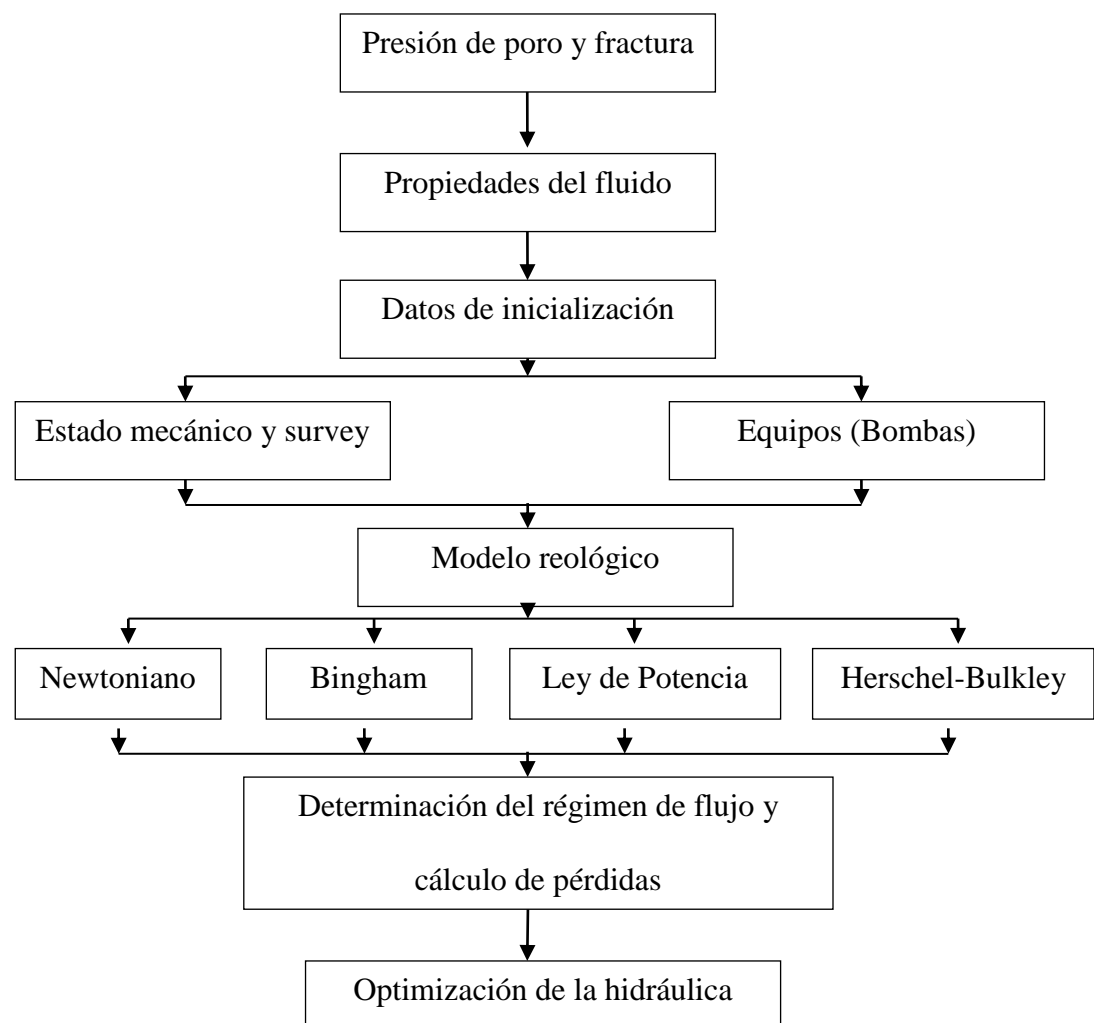 Presión de poro y fractura
Propiedades del fluido
Datos de inicialización
Estado mecánico y survey
Equipos (Bombas)
Modelo reológico
Newtoniano
Bingham
Ley de Potencia
Herschel-Bulkley
Determinación del régimen de flujo y
cálculo de pérdidas
Optimización de la hidráulica